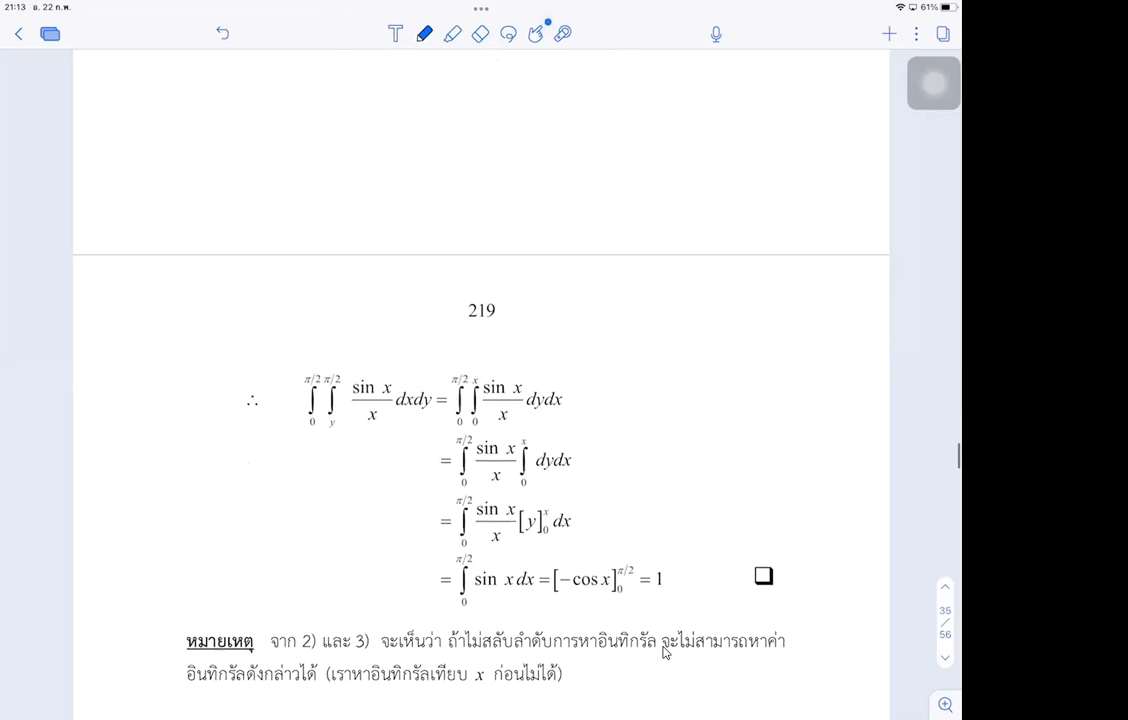 21:13 อ. 22 ก.พ.
61%
219
∴ ∫₀^{π/2} ∫_y^{π/2} sin x / x dxdy = ∫₀^{π/2} ∫₀^x sin x / x dydx
= ∫₀^{π/2} sin x / x ∫₀^x dydx
= ∫₀^{π/2} sin x / x [y]₀^x dx
= ∫₀^{π/2} sin x dx = [−cos x]₀^{π/2} = 1 ❑
หมายเหตุ จาก 2) และ 3) จะเห็นว่า ถ้าไม่สลับลำดับการหาอินทิกรัล จะไม่สามารถหาค่า
อินทิกรัลดังกล่าวได้ (เราหาอินทิกรัลเทียบ x ก่อนไม่ได้)
35
/
56